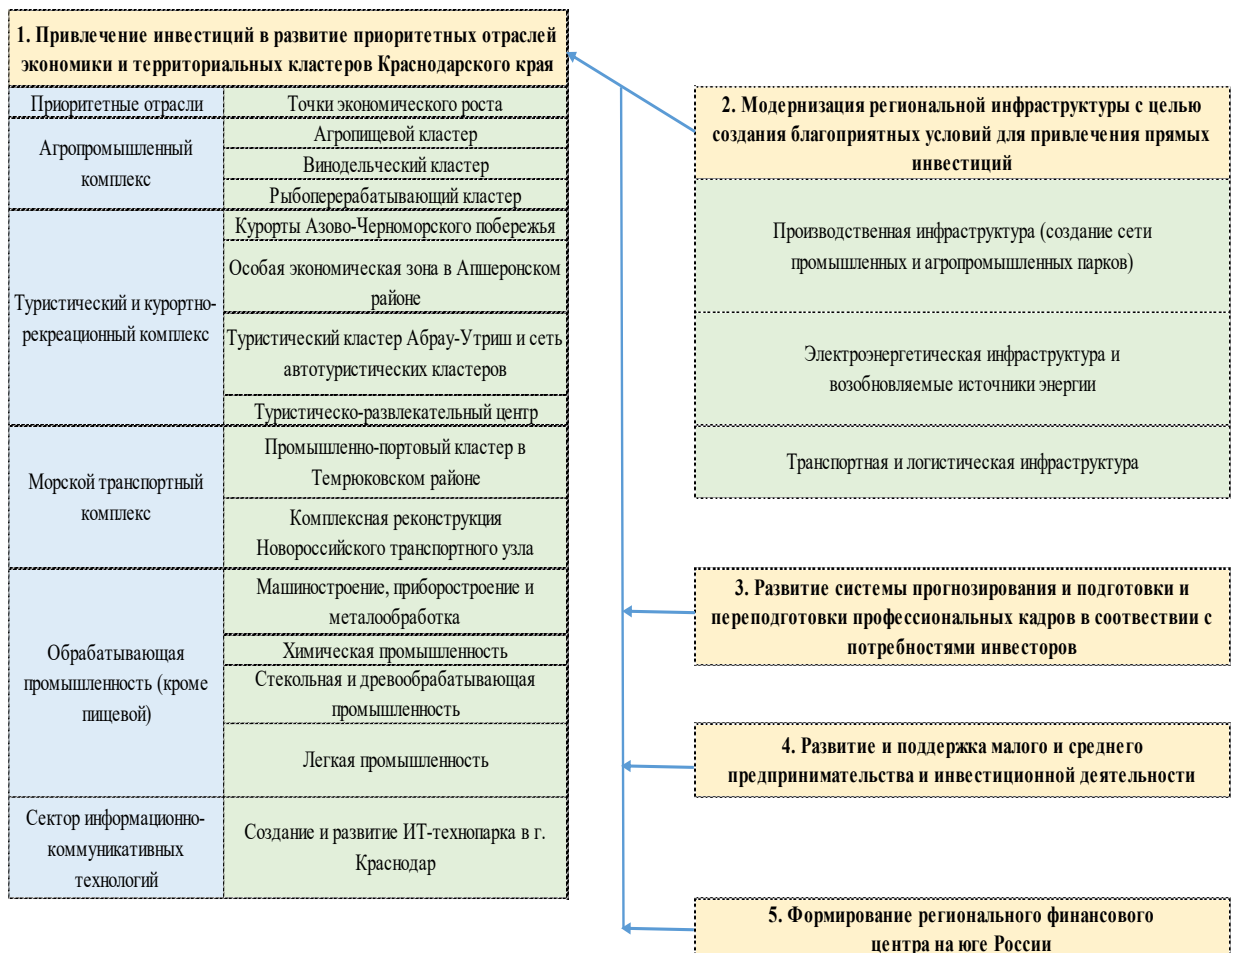 1. Привлечение инвестиций в развитие приоритетных отраслей
экономики и территориальных кластеров Краснодарского края
Приоритетные отрасли
Точки экономического роста
Агропромышленный
комплекс
Агропищевой кластер
Винодельческий кластер
Рыбоперерабатывающий кластер
Туристический и курортно-
рекреационный комплекс
Курорты Азово-Черноморского побережья
Особая экономическая зона в Апшеронском
районе
Туристический кластер Абрау-Утриш и сеть
автотуристических кластеров
Туристическо-развлекательный центр
Морской транспортный
комплекс
Промышленно-портовый кластер в
Темрюковском районе
Комплексная реконструкция
Новороссийского транспортного узла
Обрабатывающая
промышленность (кроме
пищевой)
Машиностроение, приборостроение и
металообработка
Химическая промышленность
Стекольная и древообрабатывающая
промышленность
Легкая промышленность
Сектор информационно-
коммуникативных
технологий
Создание и развитие ИТ-технопарка в г.
Краснодар
2. Модернизация региональной инфраструктуры с целью
создания благоприятных условий для привлечения прямых
инвестиций
Производственная инфраструктура (создание сети
промышленных и агропромышленных парков)
Электроэнергетическая инфраструктура и
возобновляемые источники энергии
Транспортная и логистическая инфраструктура
3. Развитие системы прогнозирования и подготовки и
переподготовки профессиональных кадров в соотвествии с
потребностями инвесторов
4. Развитие и поддержка малого и среднего
предпринимательства и инвестиционной деятельности
5. Формирование регионального финансового
центра на юге России